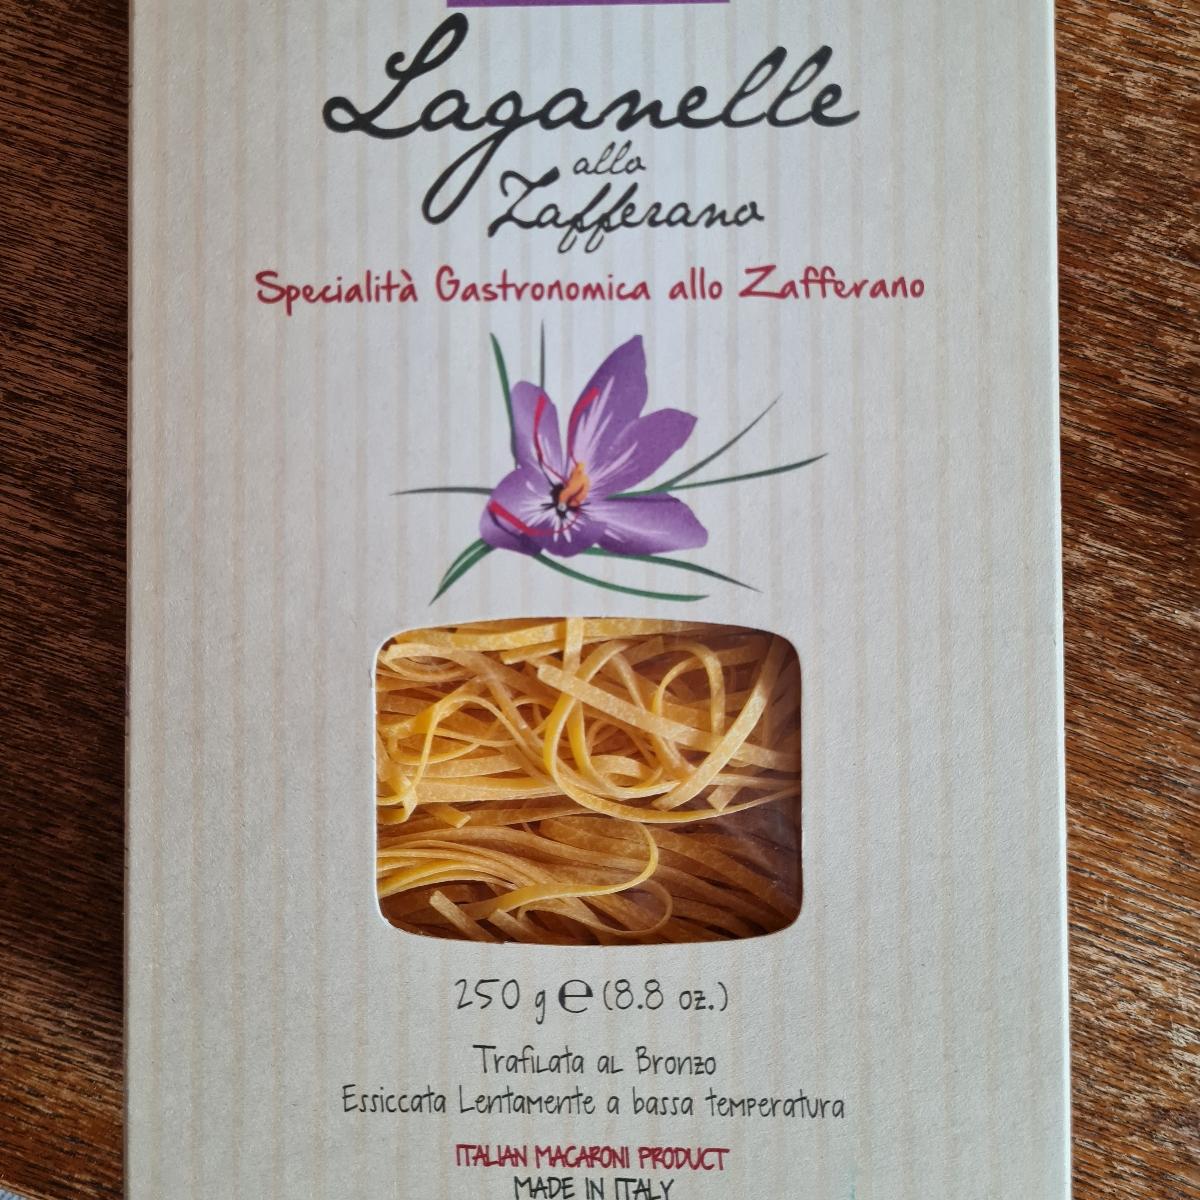 Laganelle
allo
Zafferano
Specialità Gastronomica allo Zafferano
250 g ℮ (8.8 oz.)
Trafilata al Bronzo
Essiccata Lentamente a bassa temperatura
ITALIAN MACARONI PRODUCT
MADE IN ITALY